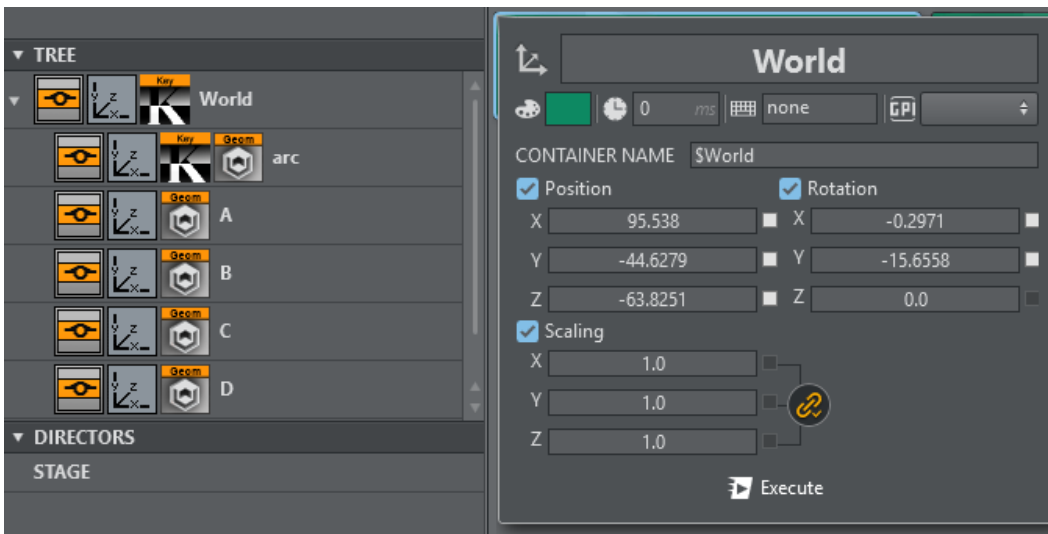 TREE
Key
World
Key Geom
arc
Geom
A
Geom
B
Geom
C
Geom
D
DIRECTORS
STAGE
World
0 ms none GPI
CONTAINER NAME $World
Position Rotation
X 95.538 X -0.2971
Y -44.6279 Y -15.6558
Z -63.8251 Z 0.0
Scaling
X 1.0
Y 1.0
Z 1.0
Execute